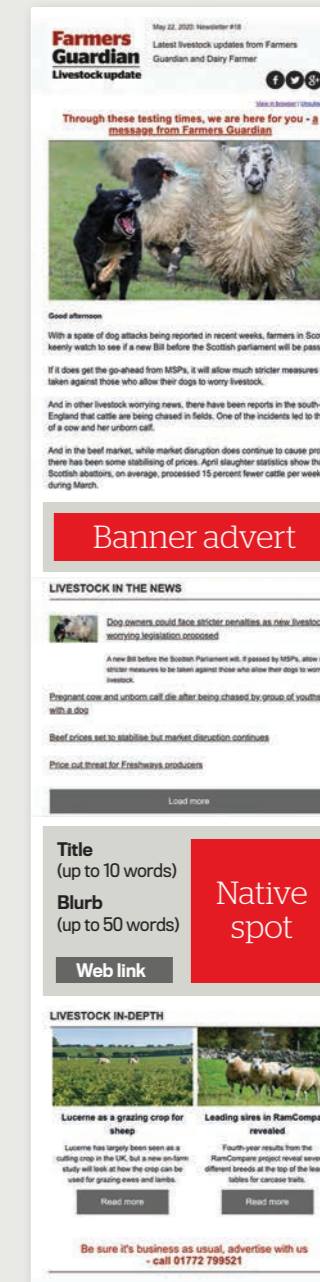 May 22, 2020: Newsletter #18
Farmers
Guardian
Livestock update
Latest livestock updates from Farmers
Guardian and Dairy Farmer
View in browser |
Through these testing times, we are here for you - a
message from Farmers Guardian
Good afternoon
With a spate of dog attacks being reported in recent weeks, farmers in
keenly watch to see if a new Bill before the Scottish parliament will be
If it does get the go-ahead from MSPs, it will allow much stricter measures
taken against those who allow their dogs to worry livestock.
And in other livestock worrying news, there have been reports in the
England that cattle are being chased in fields. One of the incidents led to
of a cow and her unborn calf.
And in the beef market, while market disruption does continue to cause
there has been some stabilising of prices. April slaughter statistics show
Scottish abattoirs, on average, processed 15 percent fewer cattle per week
during March.
Banner advert
LIVESTOCK IN THE NEWS
Dog owners could face stricter penalties as new
worrying legislation proposed
A new Bill before the Scottish Parliament will, if passed by MSPs, allow
stricter measures to be taken against those who allow their dogs to
livestock.
Pregnant cow and unborn calf die after being chased by group of youths
with a dog
Beef prices set to stabilise but market disruption continues
Price cut threat for Freshways producers
Load more
Title
(up to 10 words)
Blurb
(up to 50 words)
Web link
Native
spot
LIVESTOCK IN-DEPTH
Lucerne as a grazing crop for
sheep
Lucerne has largely been seen as a
cutting crop in the UK, but a new on-farm
study will look at how the crop can be
used for grazing ewes and lambs.
Read more
Leading sires in
revealed
Fourth-year results from the
RamCompare project reveal
different breeds at the top of the
tables for carcase traits.
Read more
Be sure it's business as usual, advertise with us
- call 01772 799521